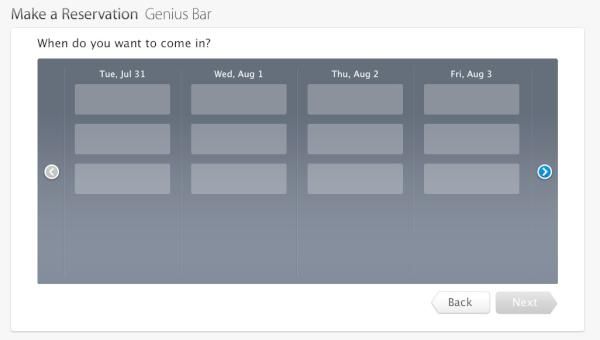 Make a Reservation Genius Bar
When do you want to come in?
Tue, Jul 31 Wed, Aug 1 Thu, Aug 2 Fri, Aug 3
Back Next